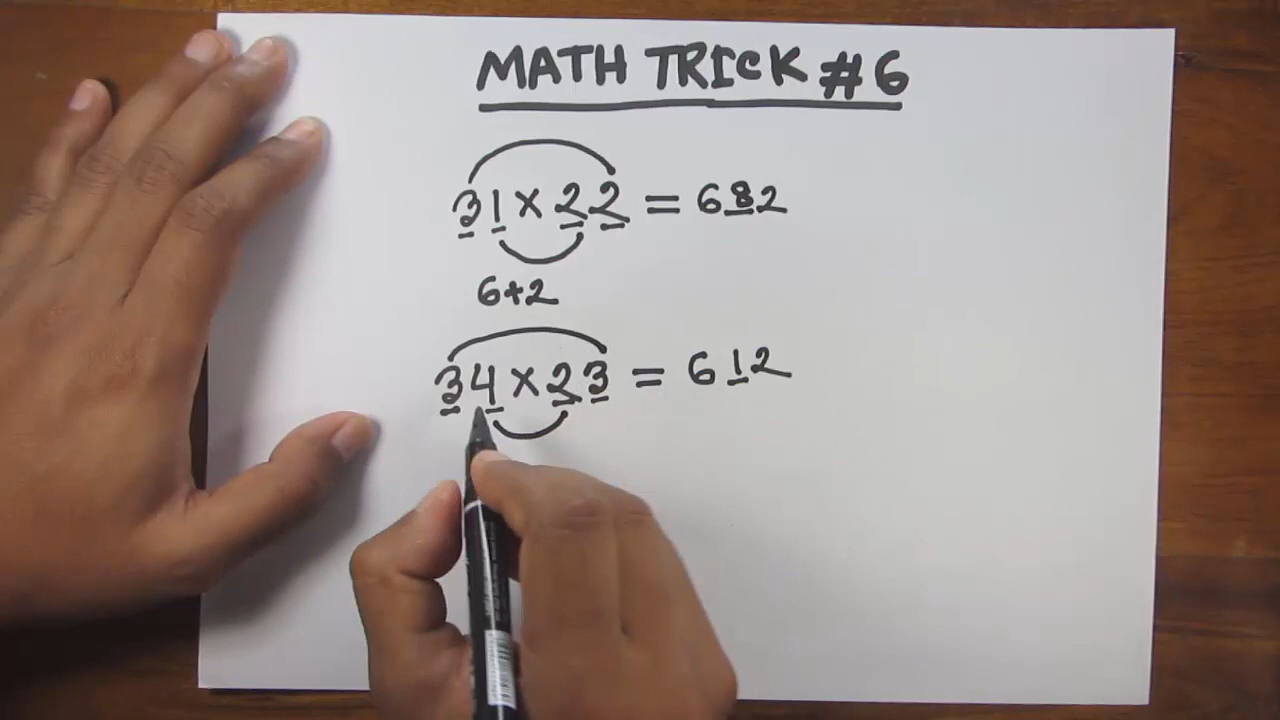 MATH TRICK #6
31 × 22 = 682
6+2
34 × 23 = 612